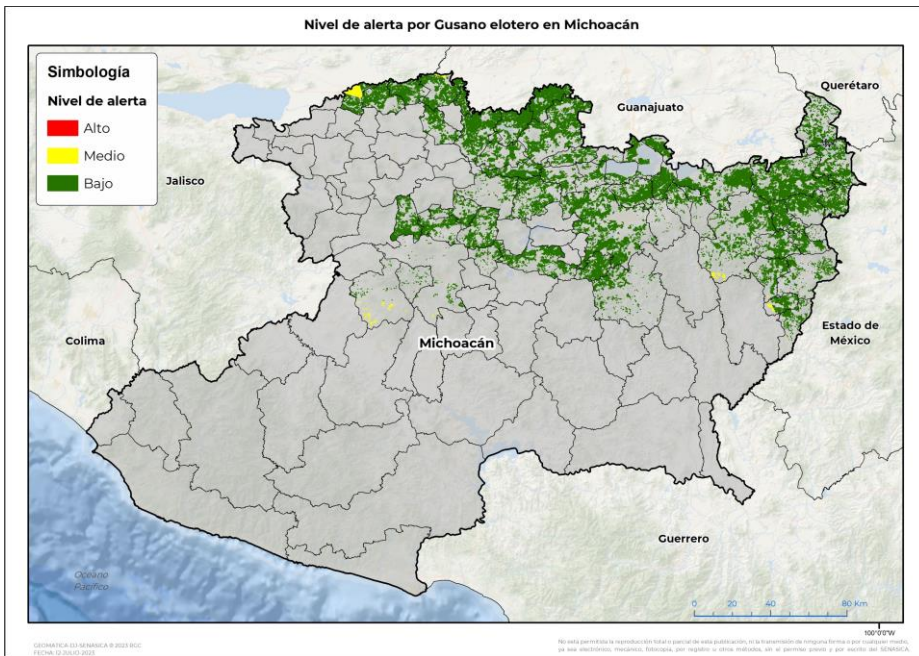 Nivel de alerta por Gusano elotero en Michoacán
Simbología
Nivel de alerta
Alto
Medio
Bajo
Querétaro
Guanajuato
Jalisco
Michoacán
Colima
Estado de
México
Guerrero
Océano
Pacífico
0 20 40 80 Km
100°0'0"W
GEOMÁTICA-DJ-SENASICA © 2023 BGC
FECHA: 12-JULIO-2023
No está permitida la reproducción total o parcial de esta publicación, ni la transmisión de ninguna forma o por cualquier medio,
ya sea electrónico, mecánico, fotocopia, por registro u otros métodos, sin el permiso previo y por escrito del SENASICA.